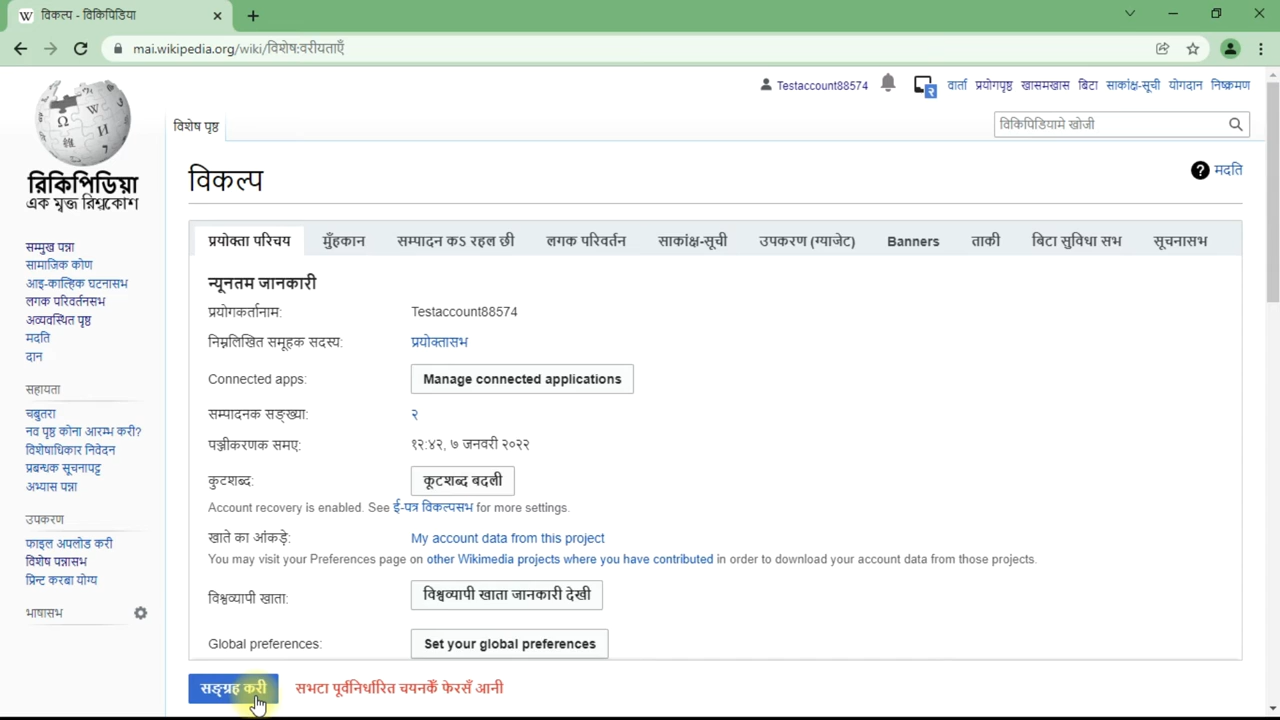 विकल्प - विकिपिडिया
mai.wikipedia.org/wiki/विशेष:वरीयताएँ
Testaccount88574 २ वार्ता प्रयोगपृष्ठ खासमखास बिटा साकांक्ष-सूची योगदान निष्क्रमण
विशेष पृष्ठ
विकिपिडियामे खोजी
विकल्प
मदति
सम्मुख पन्ना
सामाजिक कोण
आइ-काल्हिक घटनासभ
लगक परिवर्तनसभ
अव्यवस्थित पृष्ठ
मदति
दान
सहायता
चबुतरा
नव पृष्ठ कोना आरम्भ करी?
विशेषाधिकार निवेदन
प्रबन्धक सूचनापट्ट
अभ्यास पन्ना
उपकरण
फाइल अपलोड करी
विशेष पन्नासभ
प्रिन्ट करबा योग्य
भाषासभ
प्रयोक्ता परिचय मुँहकान सम्पादन कऽ रहल छी लगक परिवर्तन साकांक्ष-सूची उपकरण (ग्याजेट) Banners ताकी बिटा सुविधा सभ सूचनासभ
न्यूनतम जानकारी
प्रयोगकर्तानाम: Testaccount88574
निम्नलिखित समूहक सदस्य: प्रयोक्तासभ
Connected apps: Manage connected applications
सम्पादनक सङ्ख्या: २
पञ्जीकरणक समए: १२:४२, ७ जनवरी २०२२
कुटशब्द: कूटशब्द बदली
Account recovery is enabled. See ई-पत्र विकल्पसभ for more settings.
खाते का आंकड़े: My account data from this project
You may visit your Preferences page on other Wikimedia projects where you have contributed in order to download your account data from those projects.
विश्वव्यापी खाता: विश्वव्यापी खाता जानकारी देखी
Global preferences: Set your global preferences
सङ्ग्रह करी सभटा पूर्वनिर्धारित चयनकेँ फेरसँ आनी